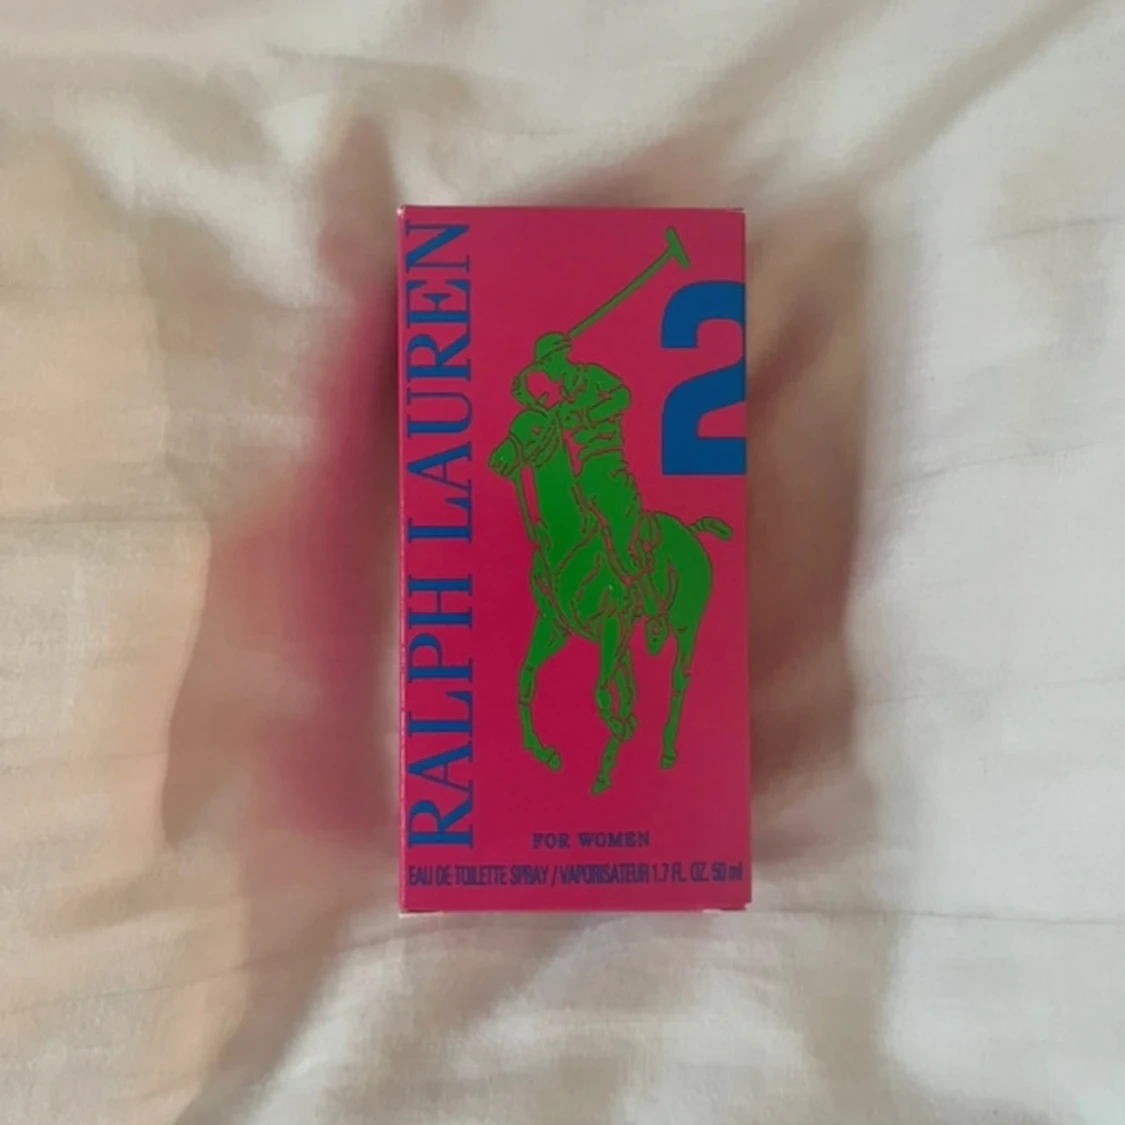 RALPH LAUREN
2
FOR WOMEN
EAU DE TOILETTE SPRAY / VAPORISATEUR 1.7 FL. OZ. 50 ml